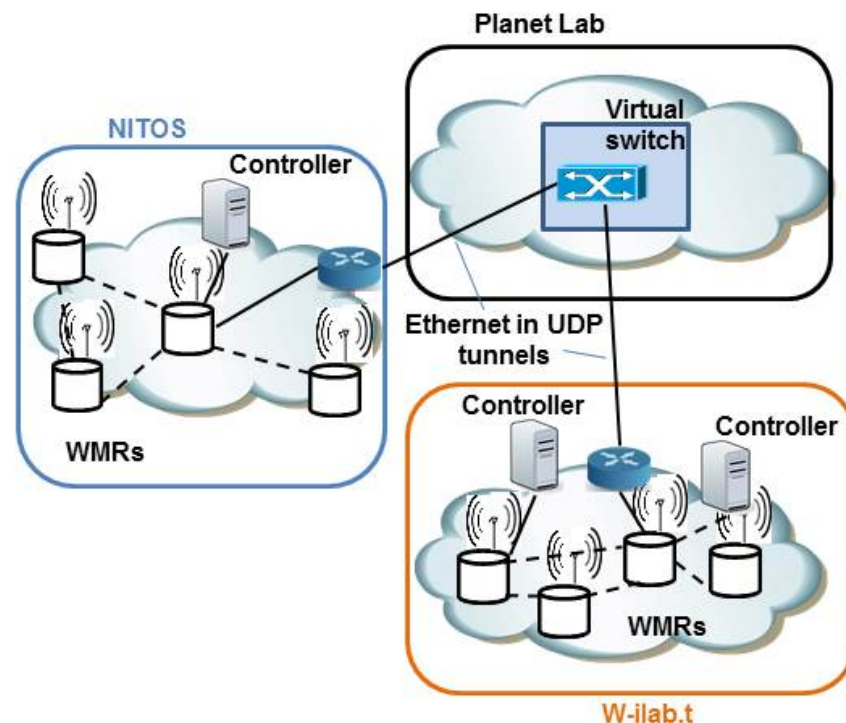 Planet Lab
NITOS
Virtual
switch
Controller
Ethernet in UDP
tunnels
WMRs
Controller
Controller
WMRs
W-ilab.t